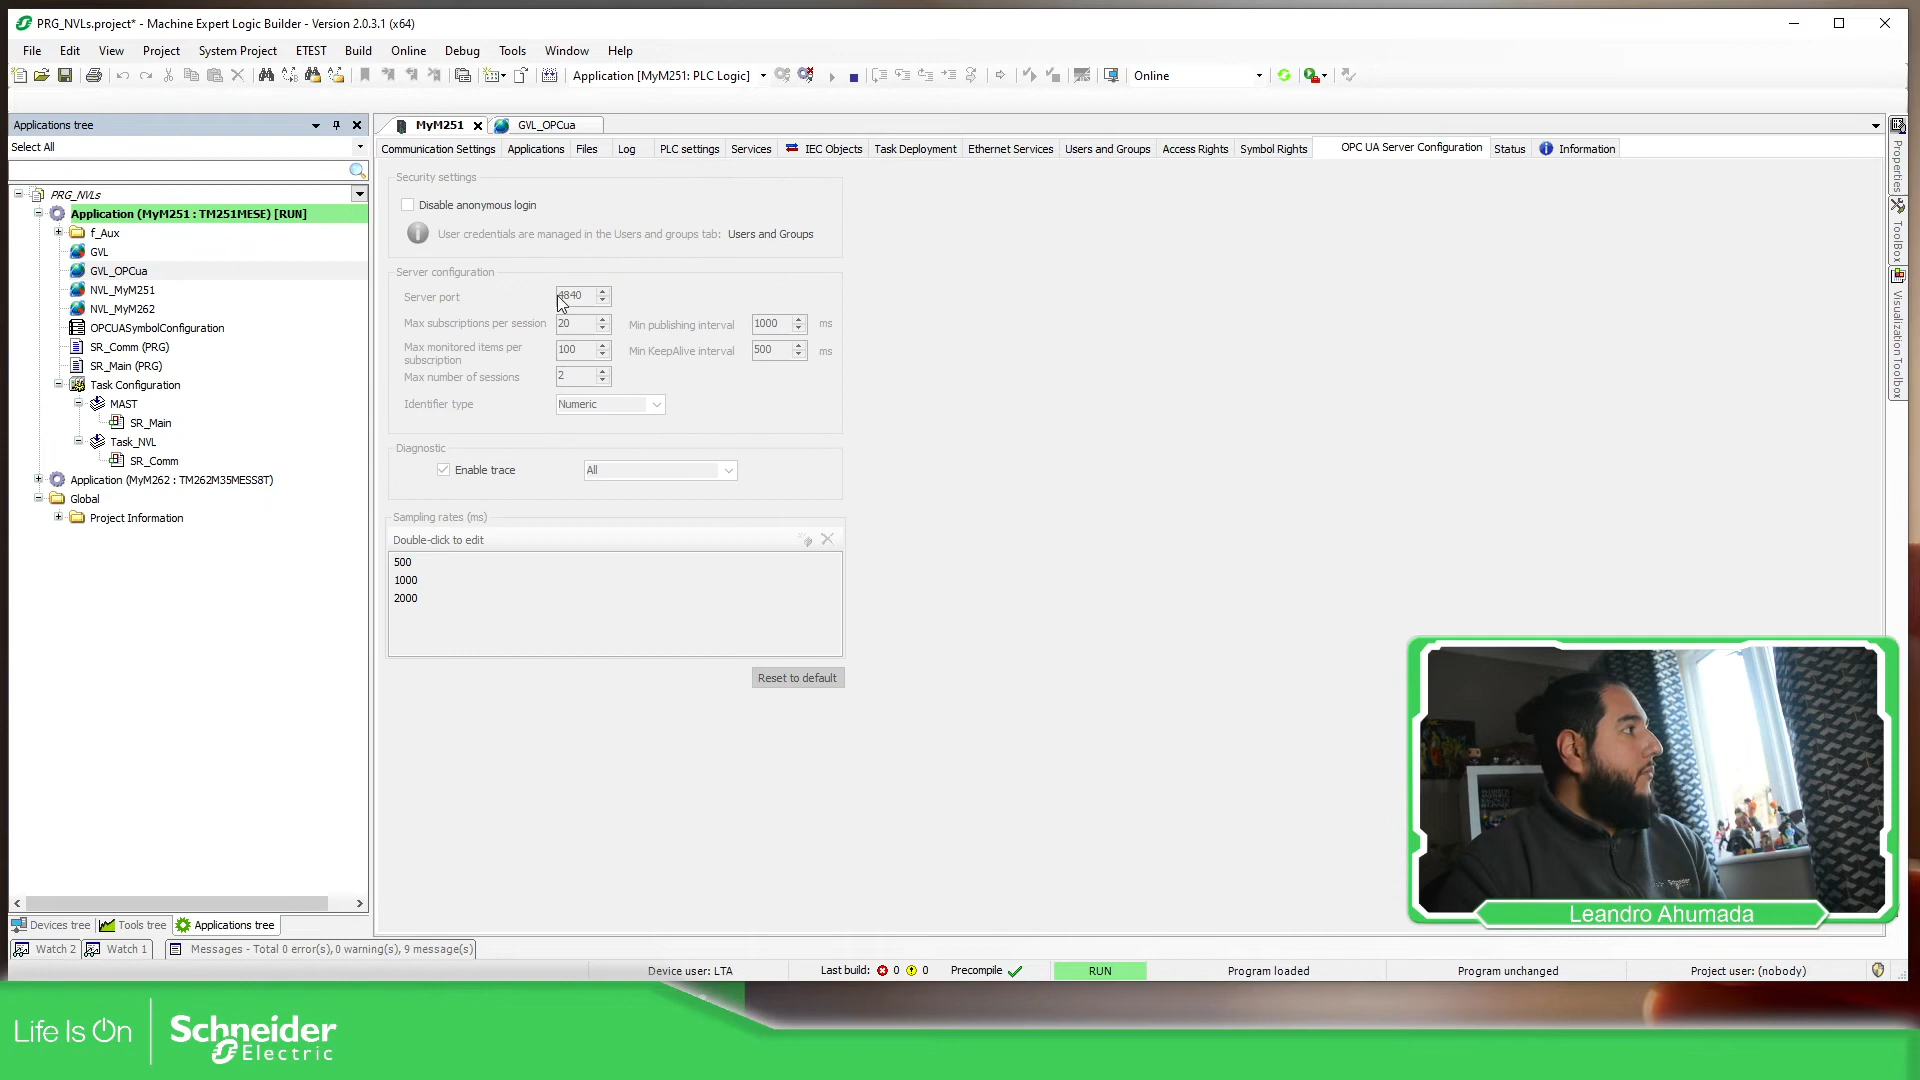 PRG_NVLs.project* - Machine Expert Logic Builder - Version 2.0.3.1 (x64)
File Edit View Project System Project ETEST Build Online Debug Tools Window Help
Application [MyM251: PLC Logic] Online
Applications tree
MyM251 GVL_OPCua
Select All
Communication Settings Applications Files Log PLC settings Services IEC Objects Task Deployment Ethernet Services Users and Groups Access Rights Symbol Rights OPC UA Server Configuration Status Information
PRG_NVLs
Application (MyM251 : TM251MESE) [RUN]
f_Aux
GVL
GVL_OPCua
NVL_MyM251
NVL_MyM262
OPCUASymbolConfiguration
SR_Comm (PRG)
SR_Main (PRG)
Task Configuration
MAST
SR_Main
Task_NVL
SR_Comm
Application (MyM262 : TM262M35MESS8T)
Global
Project Information
Security settings
Disable anonymous login
User credentials are managed in the Users and groups tab: Users and Groups
Server configuration
Server port 4840
Max subscriptions per session 20 Min publishing interval 1000 ms
Max monitored items per subscription 100 Min KeepAlive interval 500 ms
Max number of sessions 2
Identifier type Numeric
Diagnostic
Enable trace All
Sampling rates (ms)
Double-click to edit
500
1000
2000
Reset to default
Properties
ToolBox
Visualization Toolbox
Leandro Ahumada
Devices tree Tools tree Applications tree
Watch 2 Watch 1 Messages - Total 0 error(s), 0 warning(s), 9 message(s)
Device user: LTA Last build: 0 0 Precompile RUN Program loaded Program unchanged Project user: (nobody)
Life Is On Schneider Electric